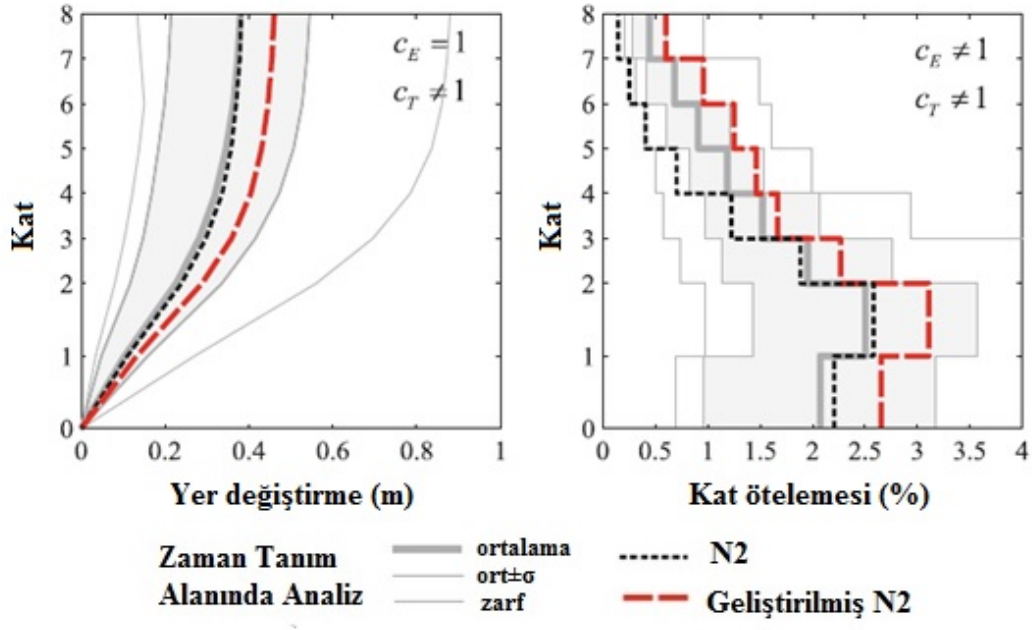 8
7
6
5
4
3
2
1
0
Kat
c_E = 1
c_T ≠ 1
0
0.2
0.4
0.6
0.8
1
Yer değiştirme (m)
8
7
6
5
4
3
2
1
0
Kat
c_E ≠ 1
c_T ≠ 1
0
0.5
1
1.5
2
2.5
3
3.5
4
Kat ötelemesi (%)
Zaman Tanım
Alanında Analiz
ortalama
ort±σ
zarf
N2
Geliştirilmiş N2